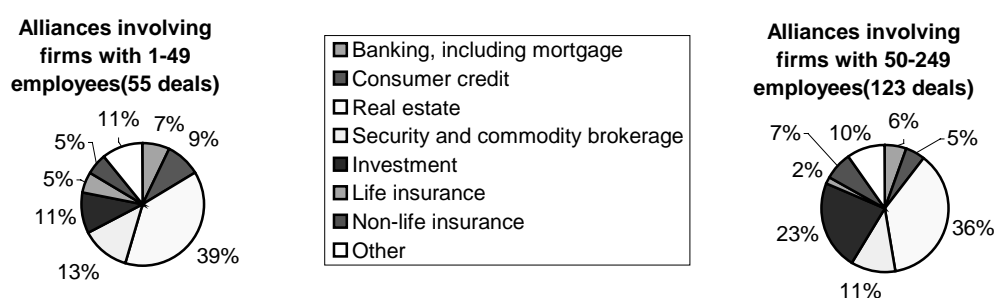 Alliances involving
firms with 1-49
employees(55 deals)
11%
7%
9%
5%
5%
11%
13%
39%
Banking, including mortgage
Consumer credit
Real estate
Security and commodity brokerage
Investment
Life insurance
Non-life insurance
Other
Alliances involving
firms with 50-249
employees(123 deals)
10%
6%
5%
7%
2%
23%
36%
11%